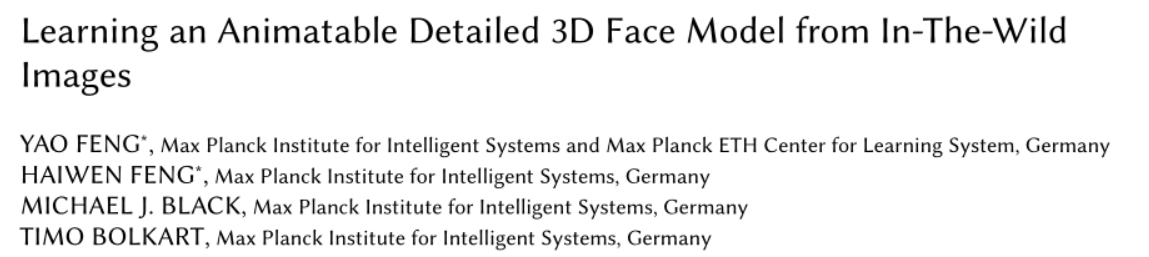 Learning an Animatable Detailed 3D Face Model from In-The-Wild
Images
YAO FENG*, Max Planck Institute for Intelligent Systems and Max Planck ETH Center for Learning System, Germany
HAIWEN FENG*, Max Planck Institute for Intelligent Systems, Germany
MICHAEL J. BLACK, Max Planck Institute for Intelligent Systems, Germany
TIMO BOLKART, Max Planck Institute for Intelligent Systems, Germany